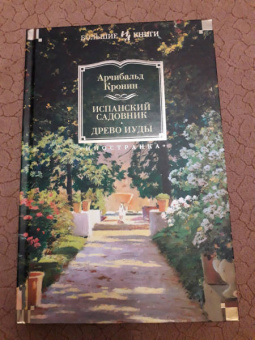 БОЛЬШИЕ КНИГИ
Арчибальд
Кронин
ИСПАНСКИЙ
САДОВНИК
ДРЕВО ИУДЫ
ИНОСТРАНКА